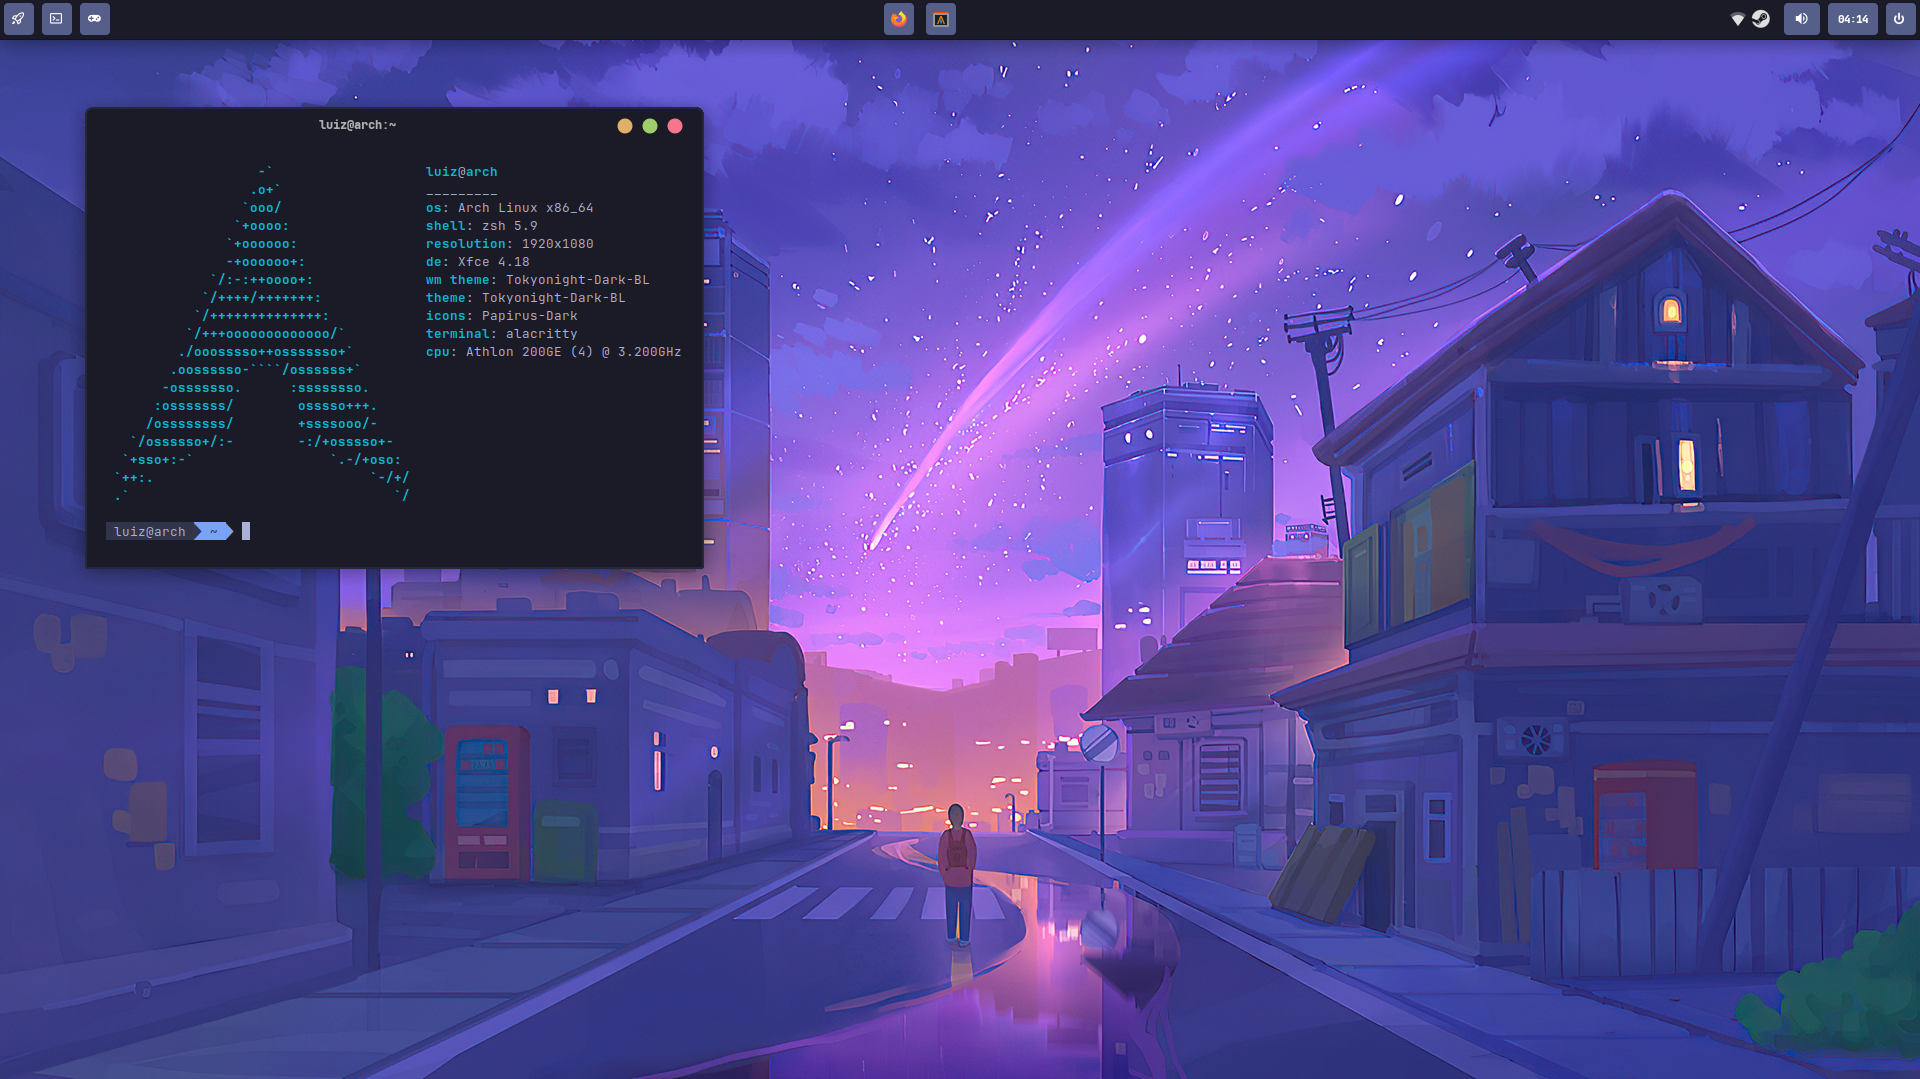 04:14
luiz@arch:~
                  -`
                 .o+`
                `ooo/
               `+oooo:
              `+oooooo:
              -+oooooo+:
            `/:-:++oooo+:
           `/++++/+++++++:
          `/++++++++++++++:
         `/+++ooooooooooooo/`
        ./ooosssso++osssssso+`
       .oossssso-````/ossssss+`
      -osssssso.      :ssssssso.
     :osssssss/        osssso+++.
    /ossssssss/        +ssssooo/-
  `/ossssso+/:-        -:/+osssso+-
 `+sso+:-`                 `.-/+oso:
`++:.                           `-/+/
.`                                 `/
luiz@arch
_________
os: Arch Linux x86_64
shell: zsh 5.9
resolution: 1920x1080
de: Xfce 4.18
wm theme: Tokyonight-Dark-BL
theme: Tokyonight-Dark-BL
icons: Papirus-Dark
terminal: alacritty
cpu: Athlon 200GE (4) @ 3.200GHz
luiz@arch ~